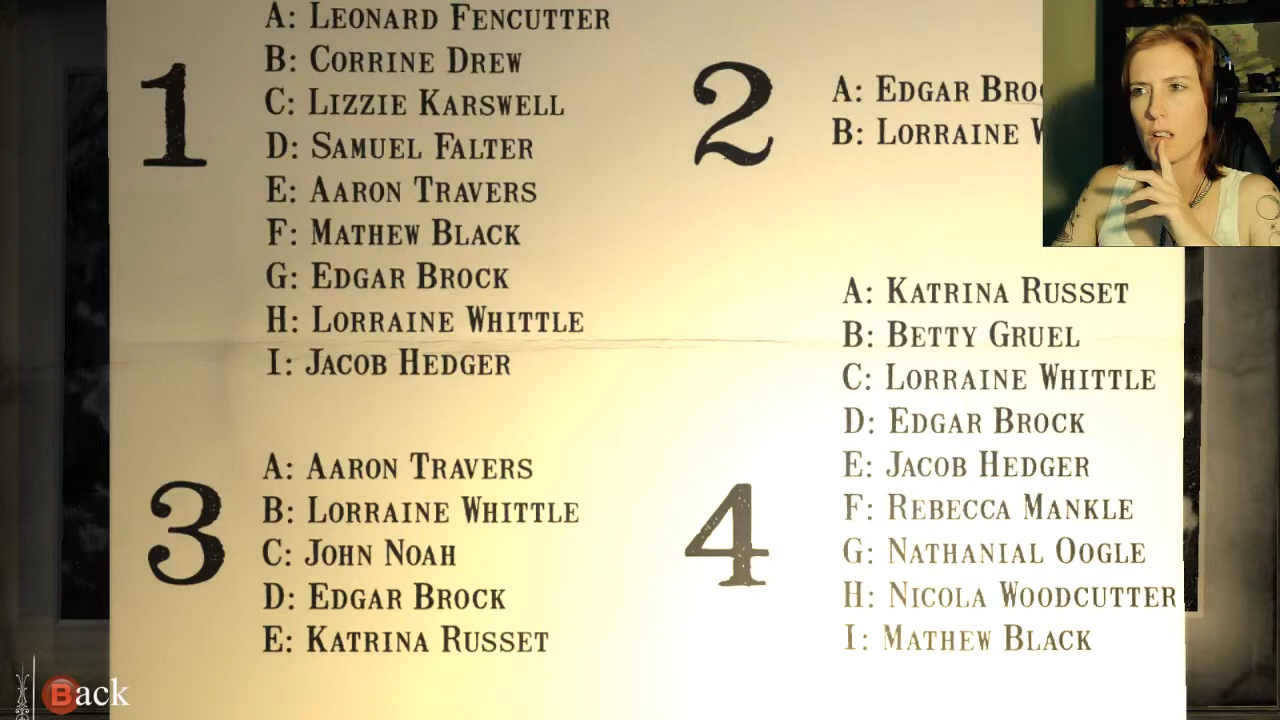 1
A: LEONARD FENCUTTER
B: CORRINE DREW
C: LIZZIE KARSWELL
D: SAMUEL FALTER
E: AARON TRAVERS
F: MATHEW BLACK
G: EDGAR BROCK
H: LORRAINE WHITTLE
I: JACOB HEDGER
2
A: EDGAR
B: LORRAINE
3
A: AARON TRAVERS
B: LORRAINE WHITTLE
C: JOHN NOAH
D: EDGAR BROCK
E: KATRINA RUSSET
4
A: KATRINA RUSSET
B: BETTY GRUEL
C: LORRAINE WHITTLE
D: EDGAR BROCK
E: JACOB HEDGER
F: REBECCA MANKLE
G: NATHANIAL OOGLE
H: NICOLA WOODCUTTER
I: MATHEW BLACK
Back